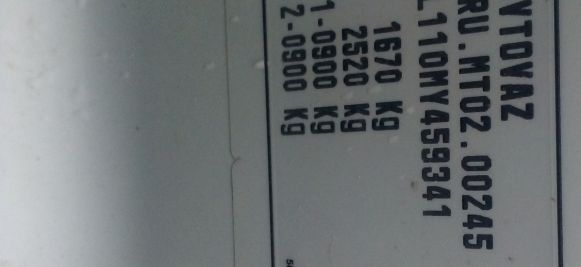 VTOVAZ
RU.MT02.00245
L110MY459341
1670 Kg
2520 Kg
1-0900 Kg
2-0900 Kg